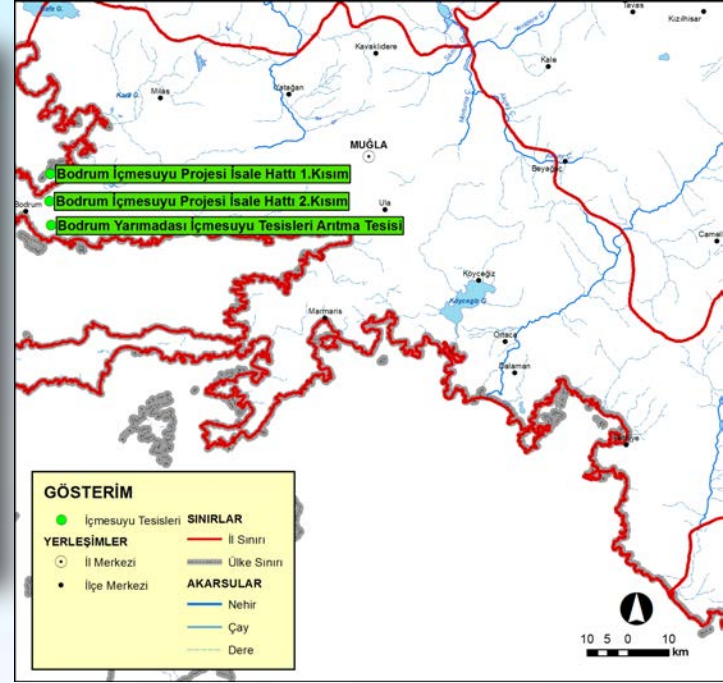 Tavas
Kızılhisar
Kavaklıdere
Kale
Yatağan
Milas
MUĞLA
Beyağaç
Bodrum İçmesuyu Projesi İsale Hattı 1.Kısım
Bodrum İçmesuyu Projesi İsale Hattı 2.Kısım
Bodrum
Ula
Bodrum Yarımadası İçmesuyu Tesisleri Arıtma Tesisi
Köyceğiz
Köyceğiz G.
Marmaris
Ortaca
Dalaman
GÖSTERİM
İçmesuyu Tesisleri
YERLEŞİMLER
İl Merkezi
İlçe Merkezi
SINIRLAR
İl Sınırı
Ülke Sınırı
AKARSULAR
Nehir
Çay
Dere
10 5 0 10
km